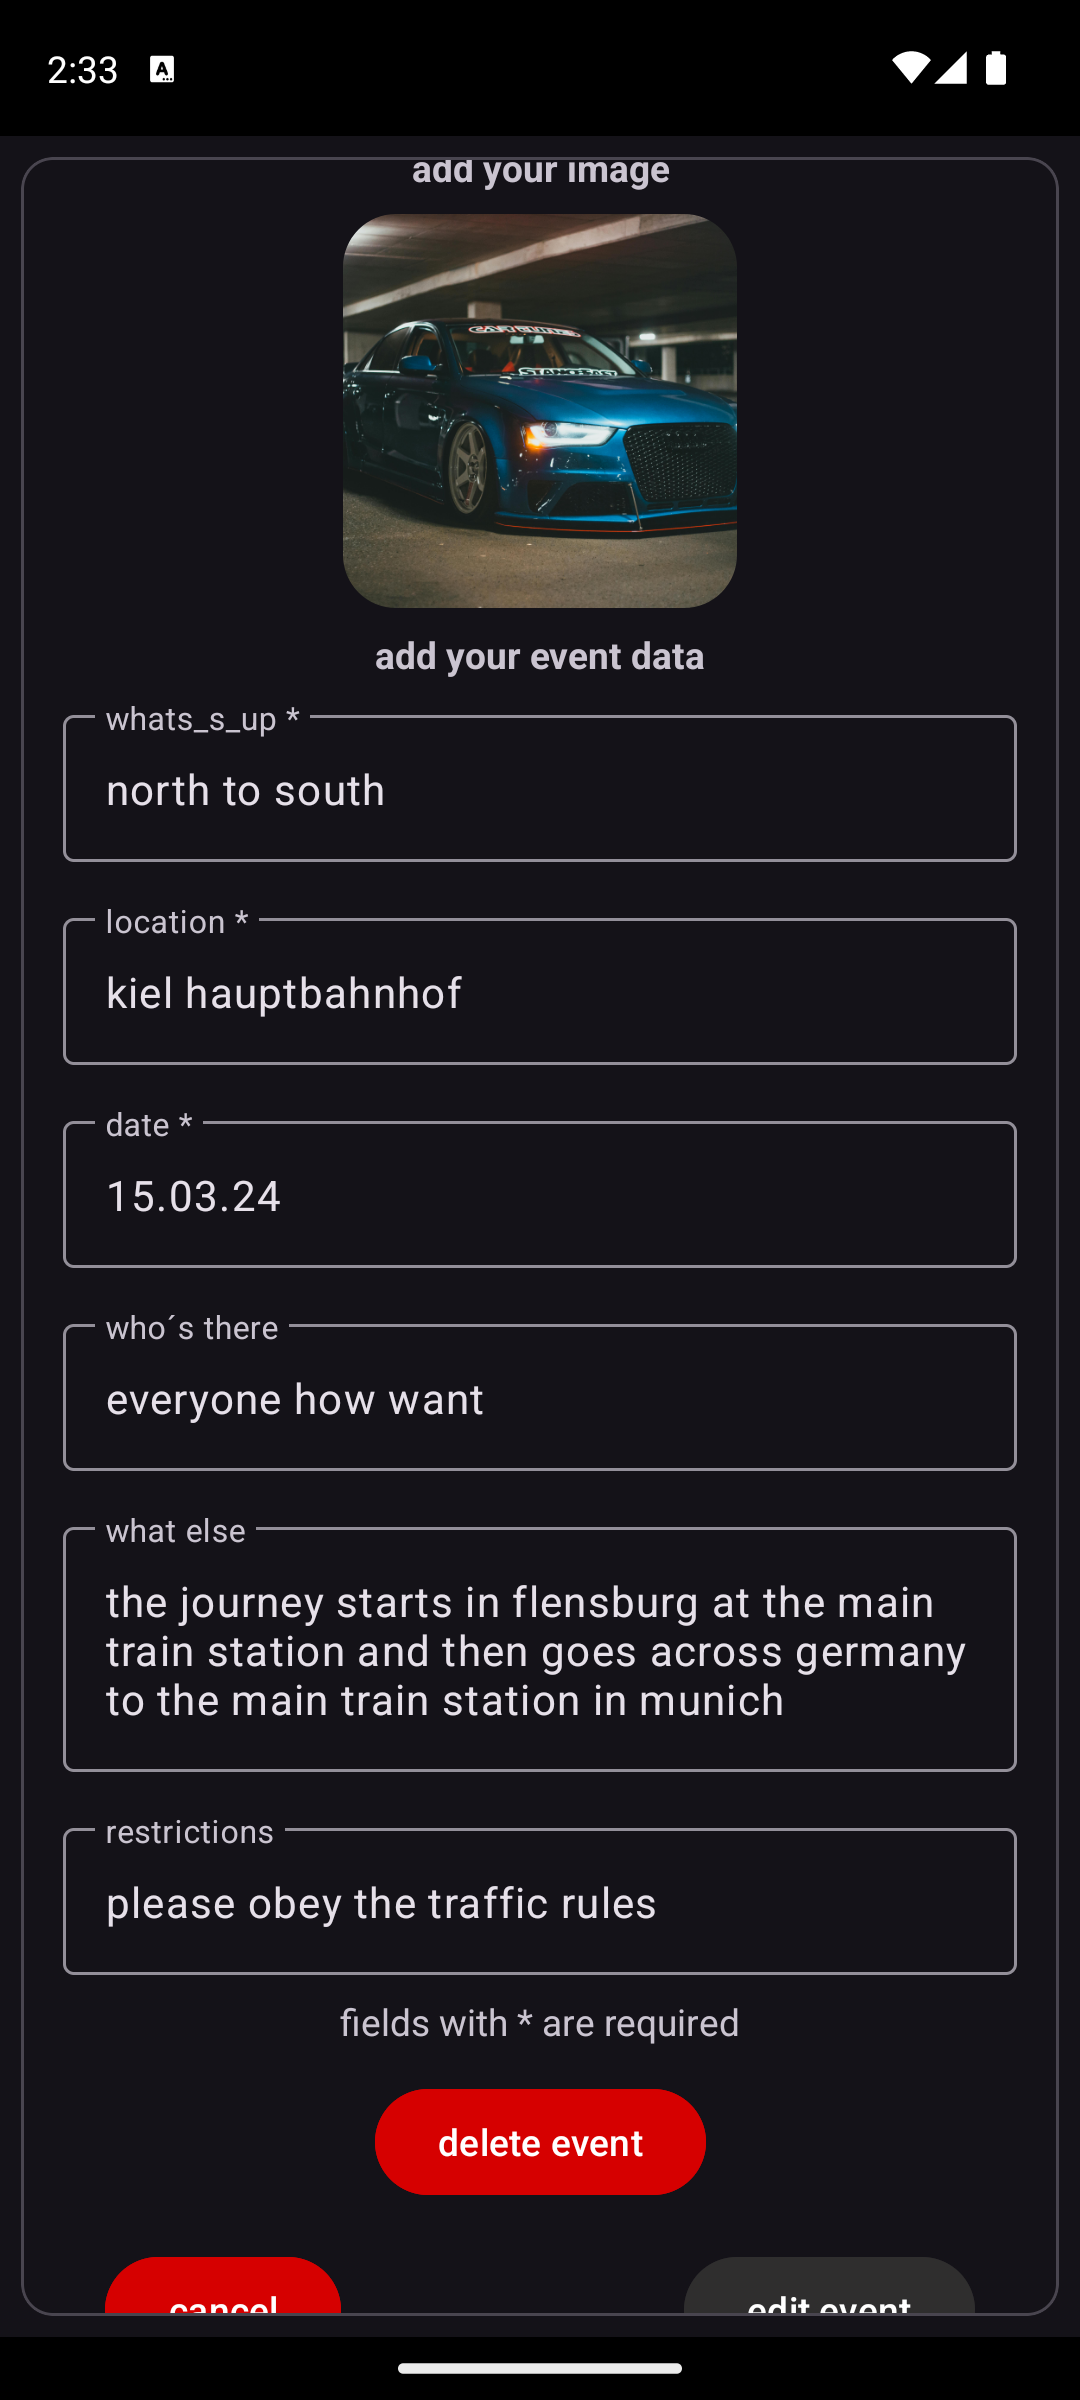 2:33
A
add your image
add your event data
whats_s_up *
north to south
location *
kiel hauptbahnhof
date *
15.03.24
who´s there
everyone how want
what else
the journey starts in flensburg at the main
train station and then goes across germany
to the main train station in munich
restrictions
please obey the traffic rules
fields with * are required
delete event
cancel
edit event